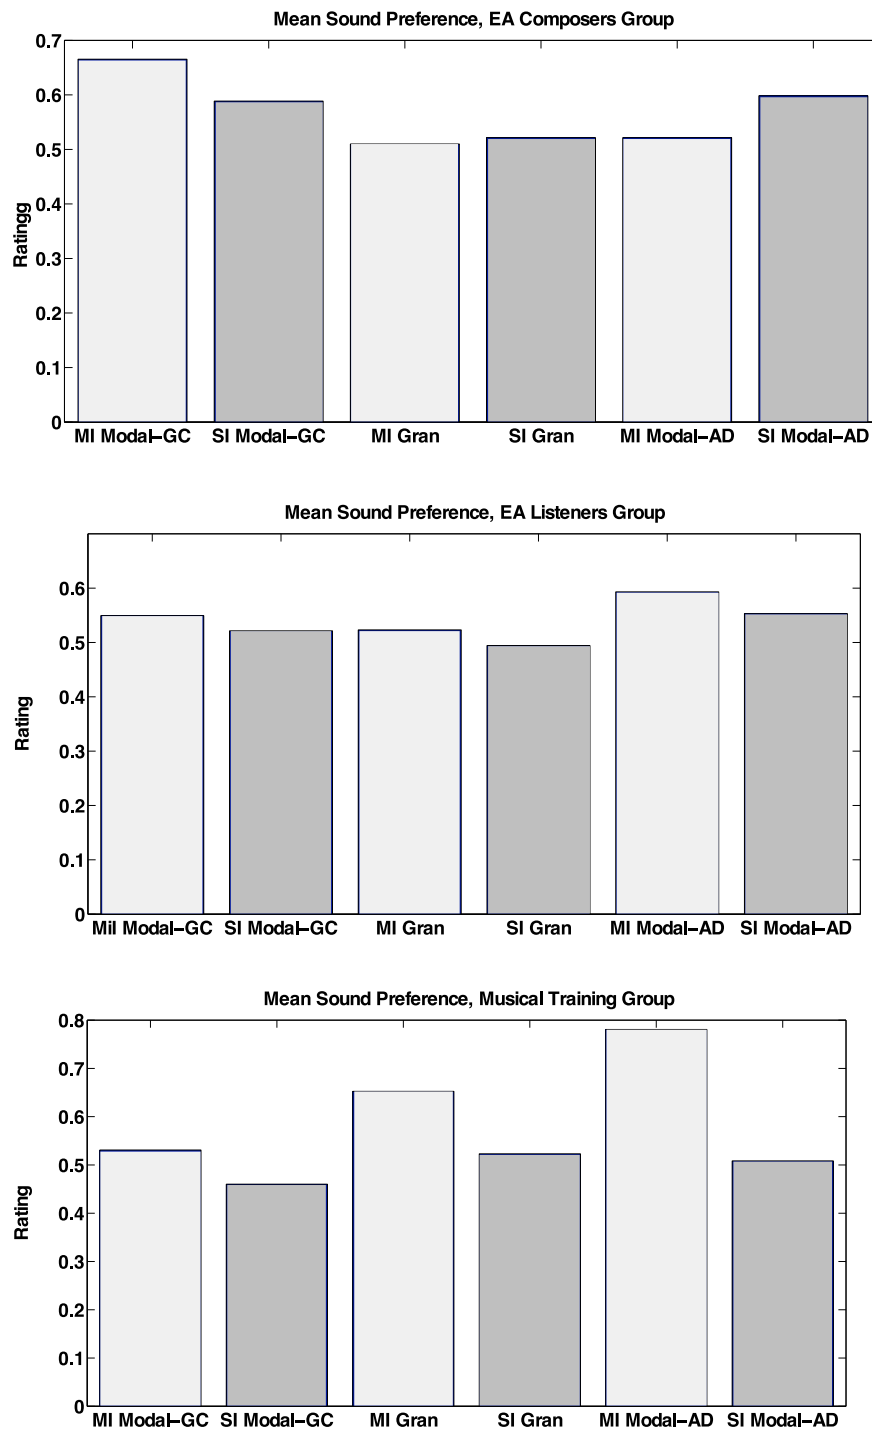 Mean Sound Preference, EA Composers Group
0.7
0.6
0.5
0.4
0.3
0.2
0.1
0
Ratingg
MI Modal–GC SI Modal–GC MI Gran SI Gran MI Modal–AD SI Modal–AD
Mean Sound Preference, EA Listeners Group
0.6
0.5
0.4
0.3
0.2
0.1
0
Rating
Mil Modal–GC SI Modal–GC MI Gran SI Gran MI Modal–AD SI Modal–AD
Mean Sound Preference, Musical Training Group
0.8
0.7
0.6
0.5
0.4
0.3
0.2
0.1
0
Rating
MI Modal–GC SI Modal–GC MI Gran SI Gran MI Modal–AD SI Modal–AD